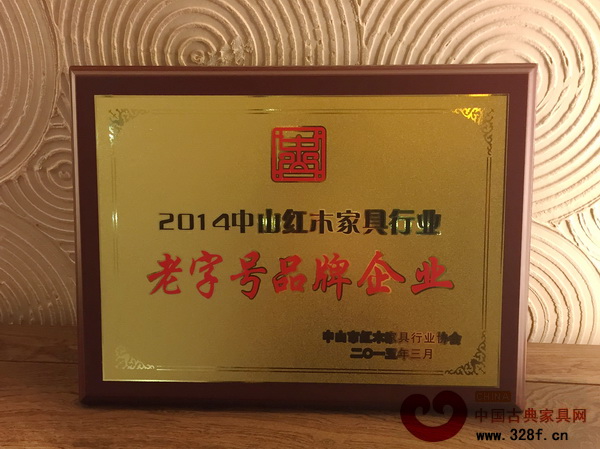 2014中山红木家具行业
老字号品牌企业
中山市红木家具行业协会
二〇一五年三月
CHINA
中国古典家具网
www.328f.cn